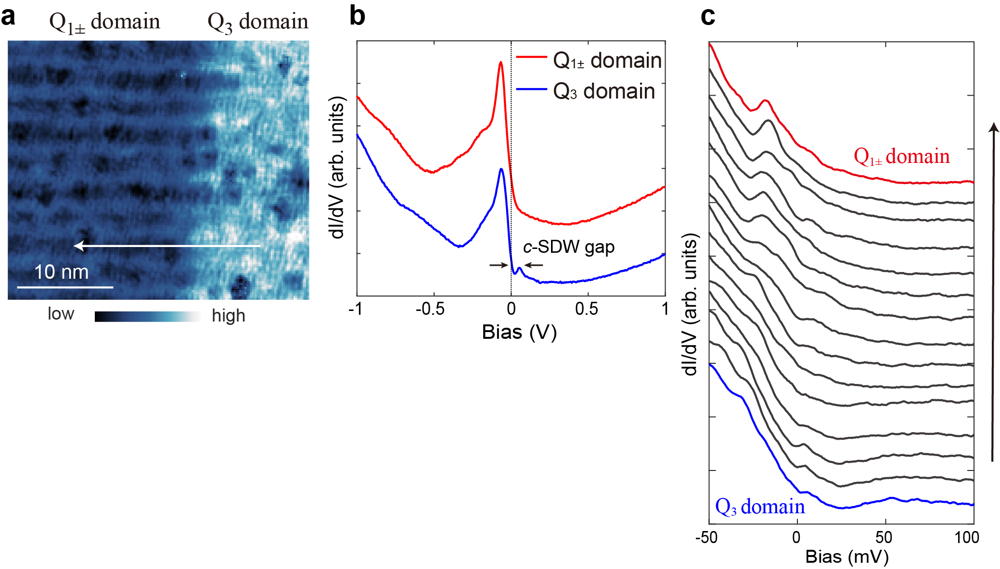 a
Q1± domain
Q3 domain
10 nm
low
high
b
Q1± domain
Q3 domain
c-SDW gap
dI/dV (arb. units)
-1
-0.5
0
0.5
1
Bias (V)
c
Q1± domain
Q3 domain
dI/dV (arb. units)
-50
0
50
100
Bias (mV)